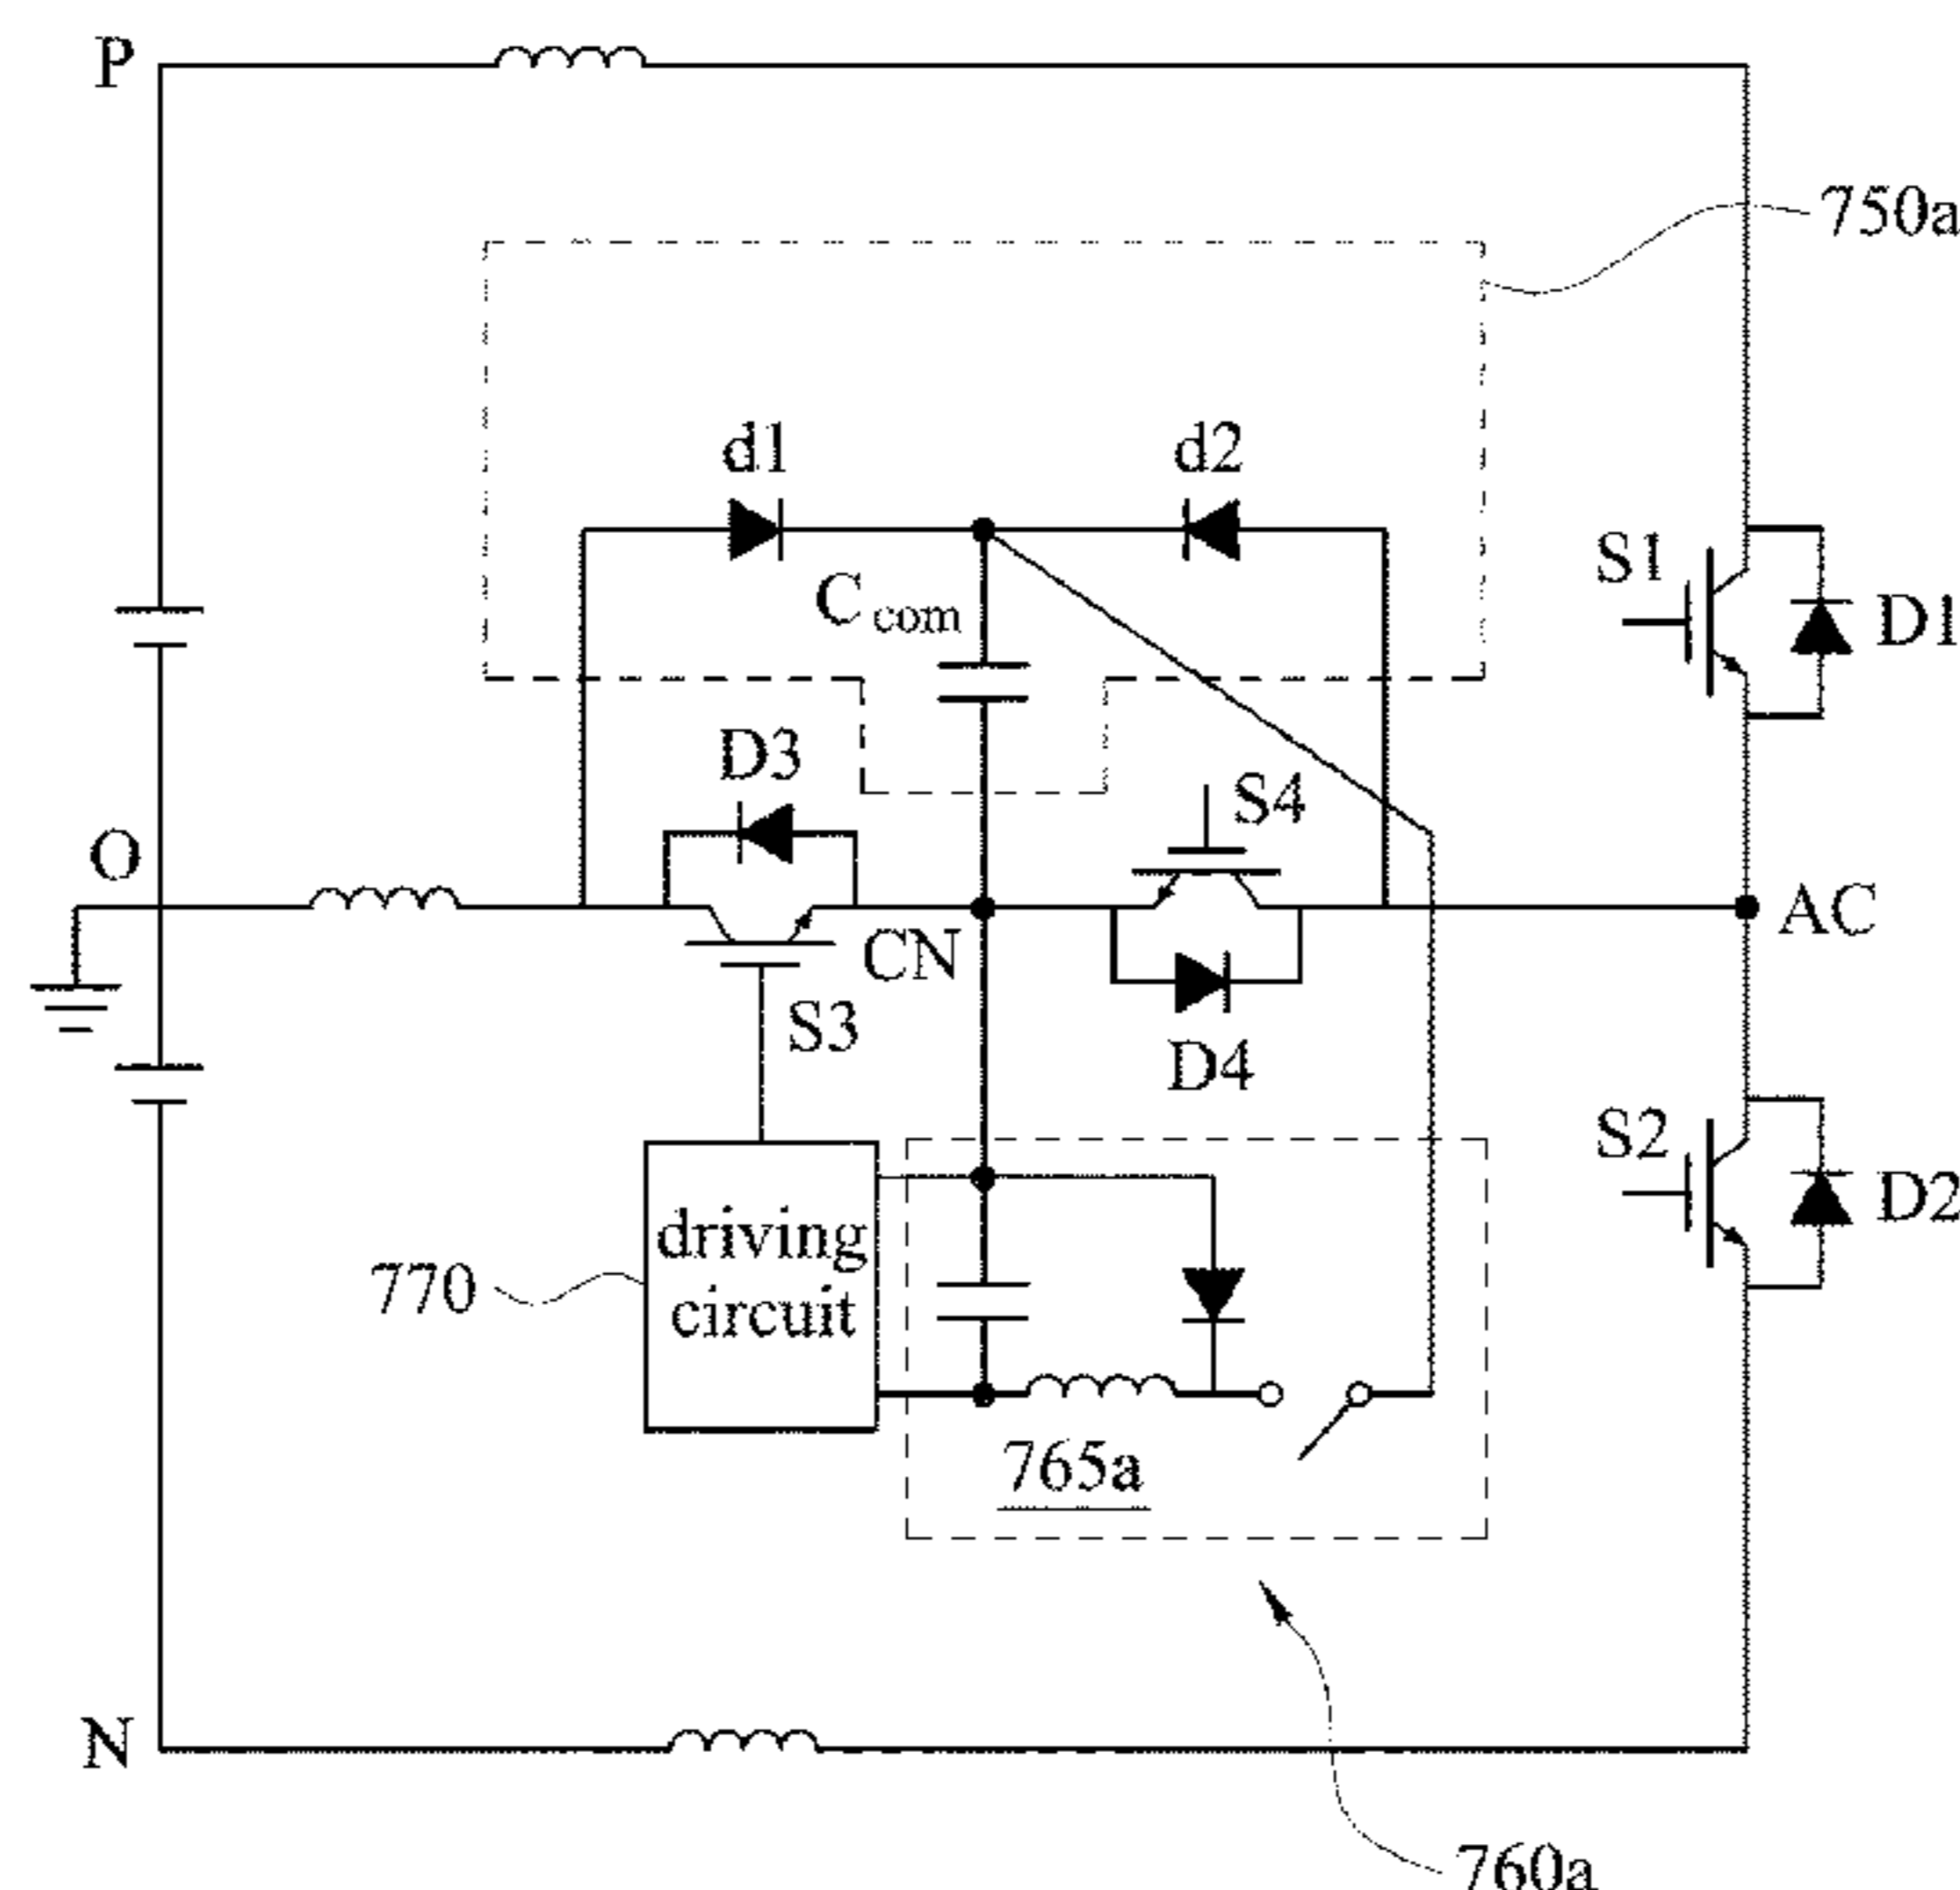 P
750a
d1
d2
C com
S1
D1
D3
S4
O
AC
CN
S3
D4
S2
D2
driving
circuit
770
765a
N
760a